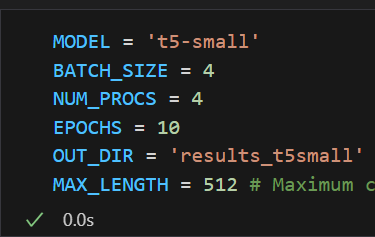 MODEL = 't5-small'
BATCH_SIZE = 4
NUM_PROCS = 4
EPOCHS = 10
OUT_DIR = 'results_t5small'
MAX_LENGTH = 512 # Maximum c
0.0s